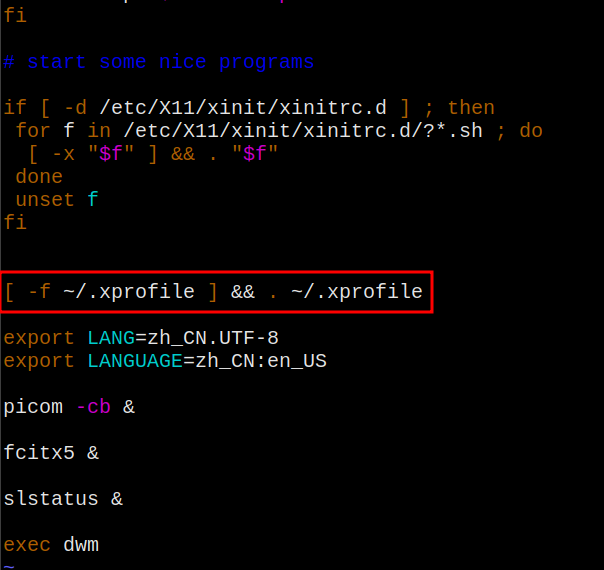 fi
# start some nice programs
if [ -d /etc/X11/xinit/xinitrc.d ] ; then
 for f in /etc/X11/xinit/xinitrc.d/?*.sh ; do
  [ -x "$f" ] && . "$f"
 done
 unset f
fi
[ -f ~/.xprofile ] && . ~/.xprofile
export LANG=zh_CN.UTF-8
export LANGUAGE=zh_CN:en_US
picom -cb &
fcitx5 &
slstatus &
exec dwm
~